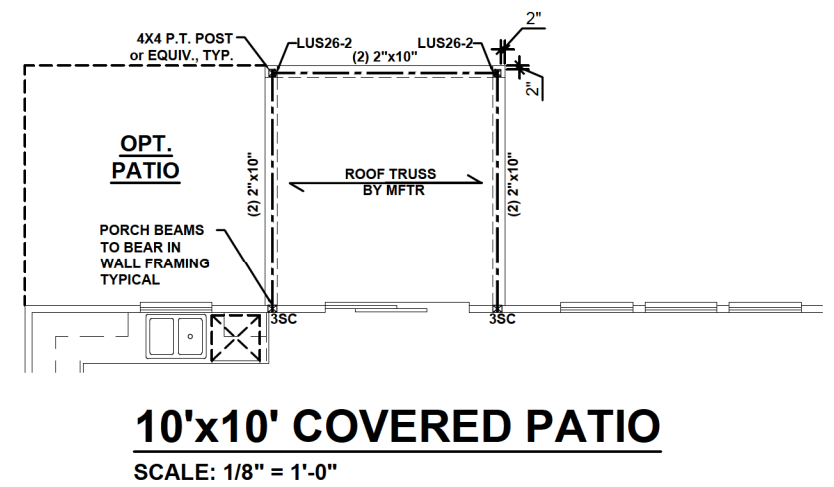 2"
4X4 P.T. POST
or EQUIV., TYP.
LUS26-2
LUS26-2
(2) 2"x10"
2"
OPT.
PATIO
(2) 2"x10"
ROOF TRUSS
BY MFTR
(2) 2"x10"
PORCH BEAMS
TO BEAR IN
WALL FRAMING
TYPICAL
3SC
3SC
10'x10' COVERED PATIO
SCALE: 1/8" = 1'-0"